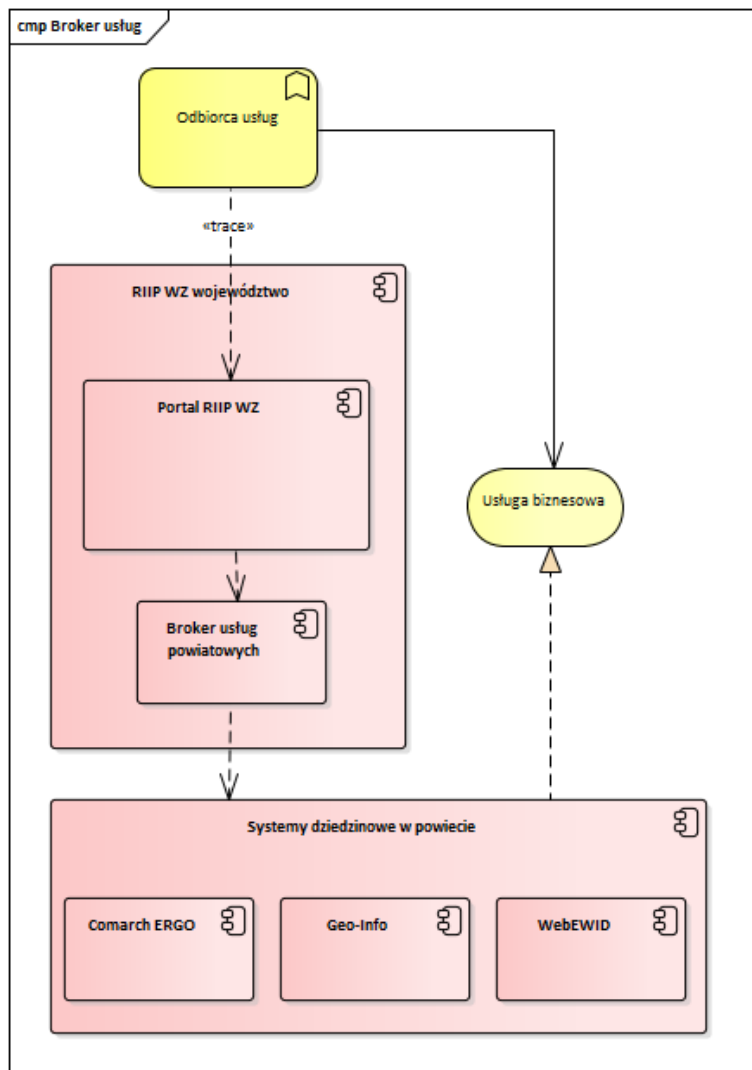 cmp Broker usług
Odbiorca usług
«trace»
RIIP WZ województwo
Portal RIIP WZ
Usługa biznesowa
Broker usług
powiatowych
Systemy dziedzinowe w powiecie
Comarch ERGO
Geo-Info
WebEWID